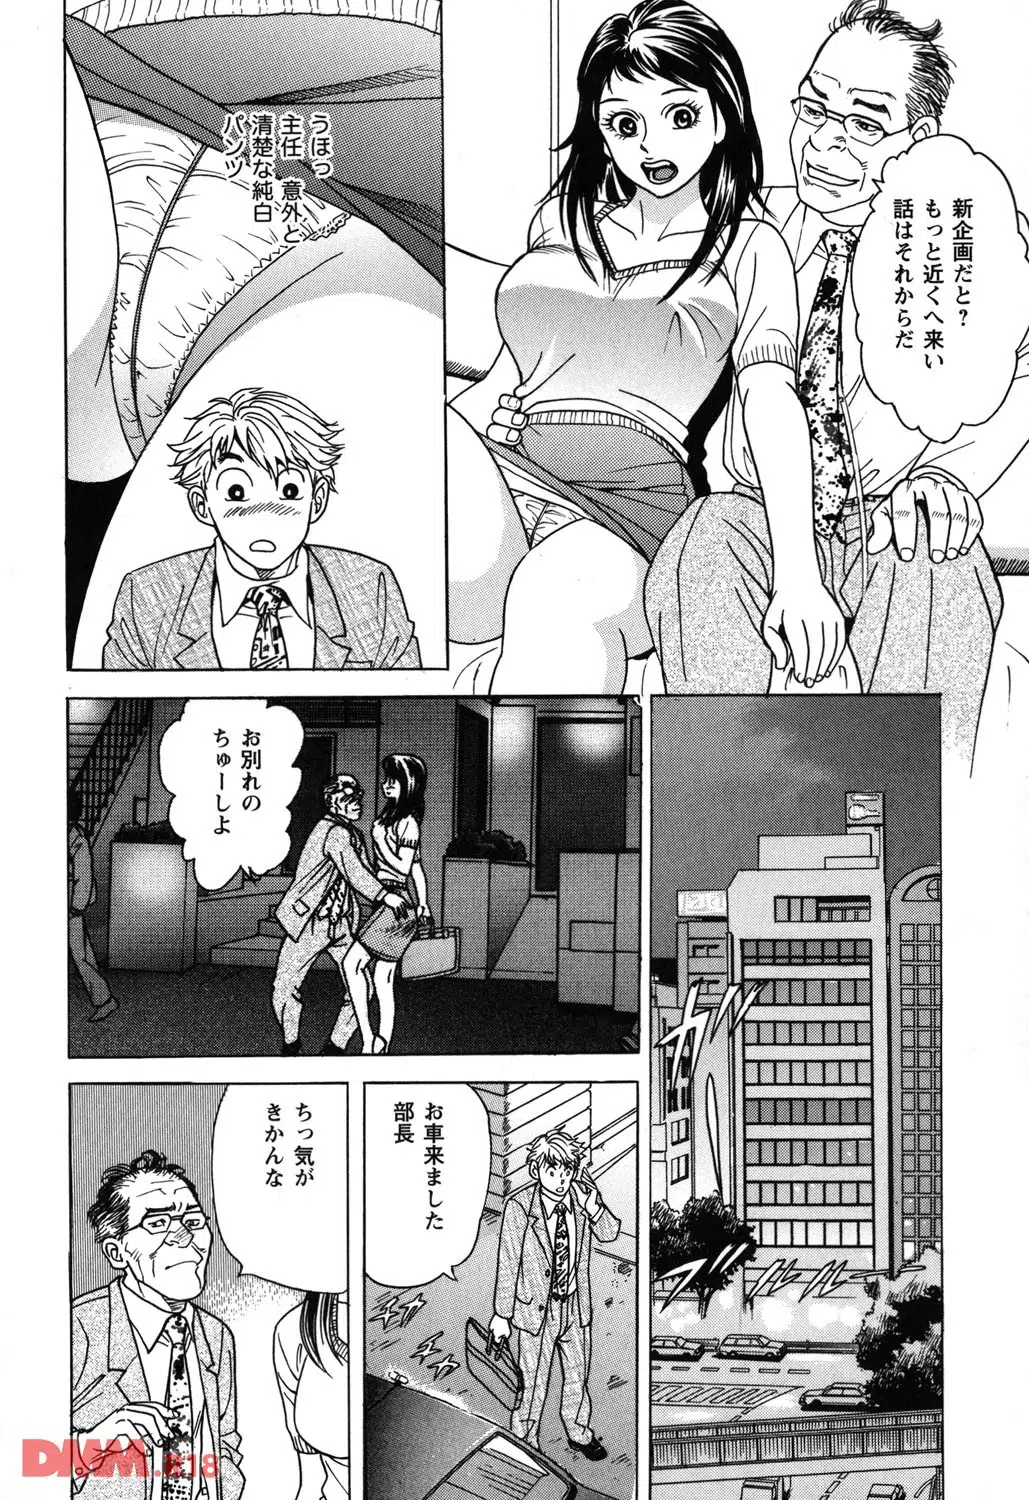 新企画だと?
もっと近くへ来い
話はそれからだ
うほっ
主任 意外と
清楚な純白
パンツ
お別れの
ちゅーしよ
お車来ました
部長
ちっ気が
きかんな
DMM.R18